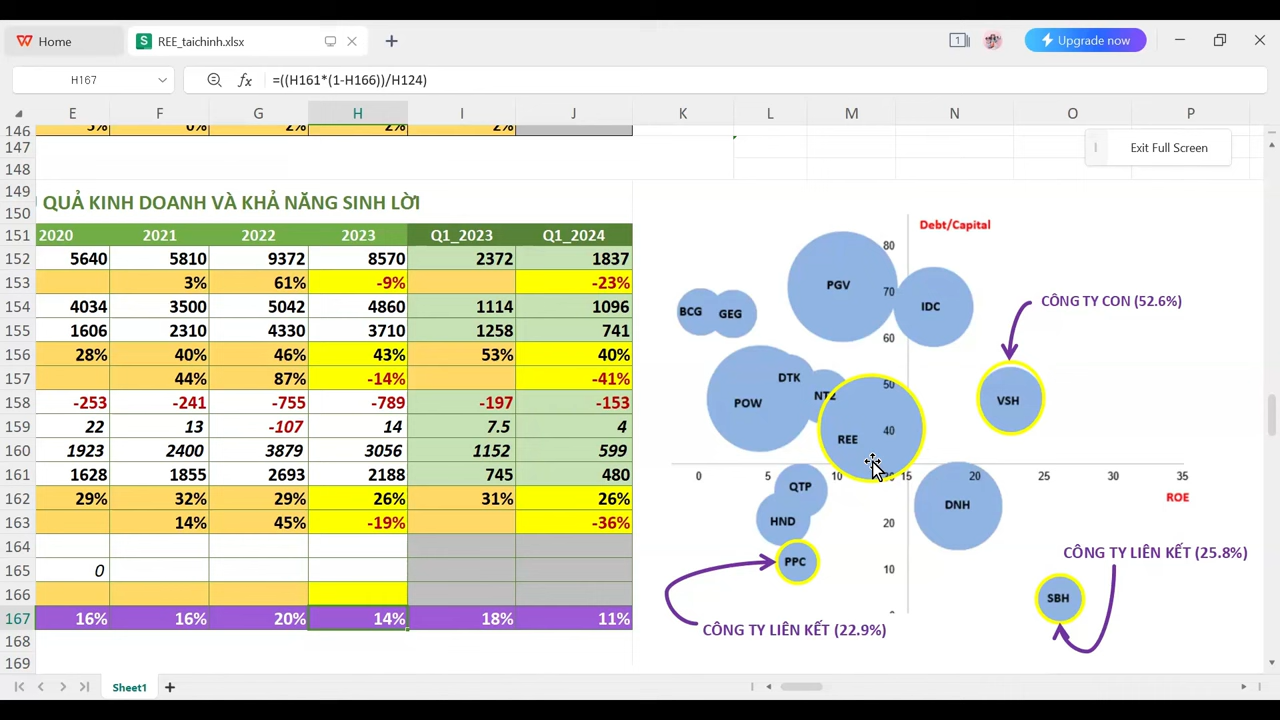 Home
S REE_taichinh.xlsx
1
Upgrade now
H167
fx =((H161*(1-H166))/H124)
E F G H I J K L M N O P
146 2% 2% 2%
147
148
Exit Full Screen
149 QUẢ KINH DOANH VÀ KHẢ NĂNG SINH LỜI
150
151 2020 2021 2022 2023 Q1_2023 Q1_2024
152 5640 5810 9372 8570 2372 1837
153 3% 61% -9% -23%
154 4034 3500 5042 4860 1114 1096
155 1606 2310 4330 3710 1258 741
156 28% 40% 46% 43% 53% 40%
157 44% 87% -14% -41%
158 -253 -241 -755 -789 -197 -153
159 22 13 -107 14 7.5 4
160 1923 2400 3879 3056 1152 599
161 1628 1855 2693 2188 745 480
162 29% 32% 29% 26% 31% 26%
163 14% 45% -19% -36%
164
165 0
166
167 16% 16% 20% 14% 18% 11%
168
169
Debt/Capital
80
70
60
50
40
20
10
0 5 10 15 20 25 30 35
ROE
PGV
IDC
BCG
GEG
CÔNG TY CON (52.6%)
DTK
POW
VSH
REE
QTP
HND
DNH
PPC
CÔNG TY LIÊN KẾT (25.8%)
SBH
CÔNG TY LIÊN KẾT (22.9%)
Sheet1